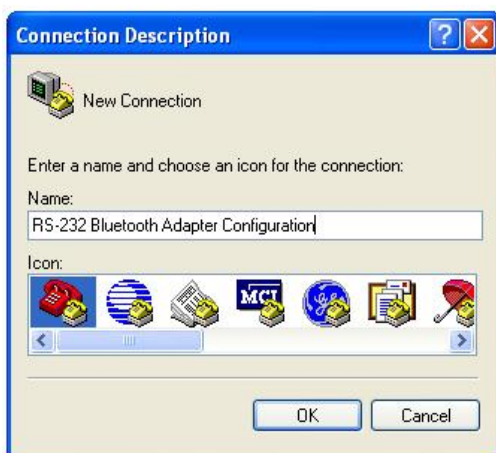 Connection Description
New Connection
Enter a name and choose an icon for the connection:
Name:
RS-232 Bluetooth Adapter Configuration
Icon:
MCI
OK Cancel